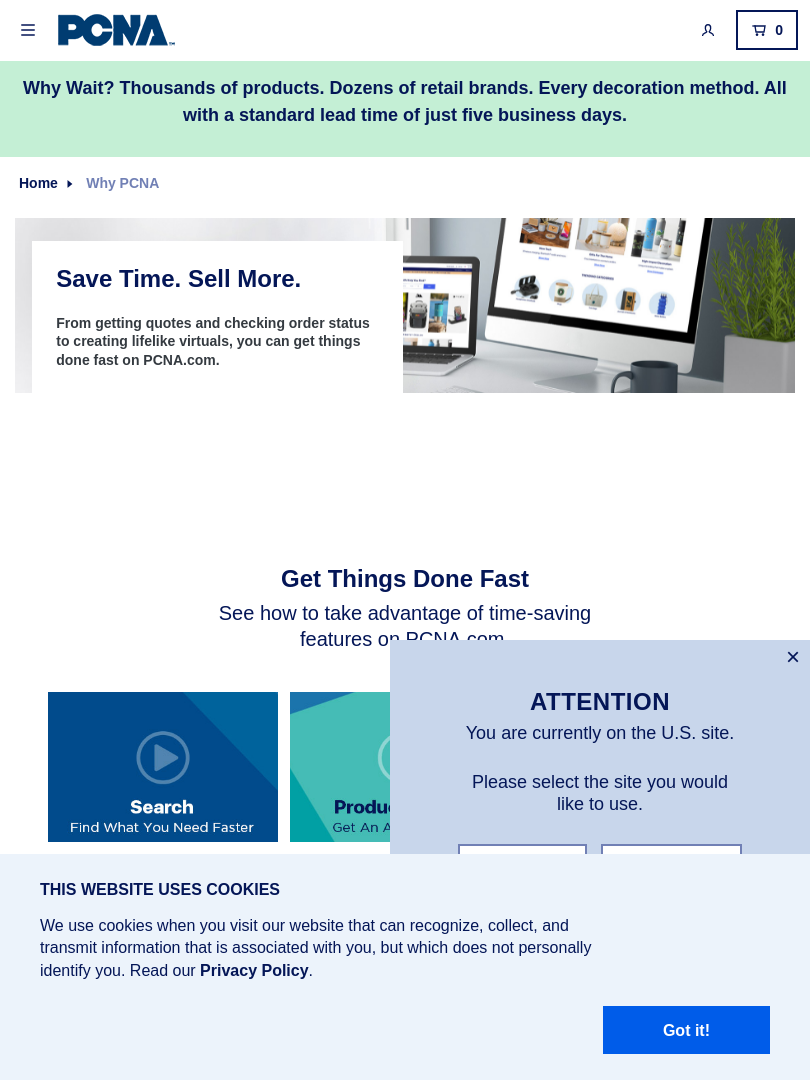 PCNA
0
Why Wait? Thousands of products. Dozens of retail brands. Every decoration method. All
with a standard lead time of just five business days.
Home
Why PCNA
Save Time. Sell More.
From getting quotes and checking order status
to creating lifelike virtuals, you can get things
done fast on PCNA.com.
Get Things Done Fast
See how to take advantage of time-saving
features on PCNA.com.
Search
Find What You Need Faster
Get An A
ATTENTION
You are currently on the U.S. site.
Please select the site you would
like to use.
THIS WEBSITE USES COOKIES
We use cookies when you visit our website that can recognize, collect, and
transmit information that is associated with you, but which does not personally
identify you. Read our Privacy Policy.
Got it!